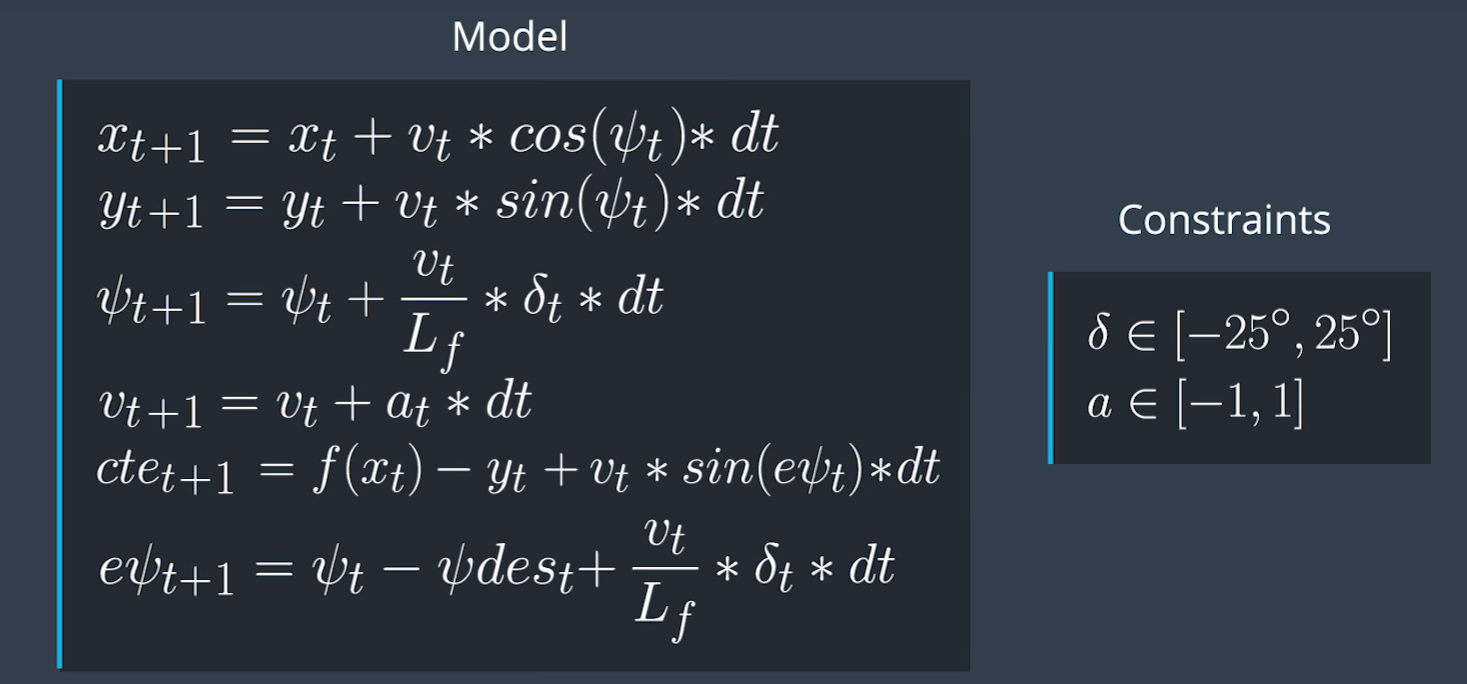 Model
x_{t+1} = x_t + v_t * cos(ψ_t)* dt
y_{t+1} = y_t + v_t * sin(ψ_t)* dt
ψ_{t+1} = ψ_t + \frac{v_t}{L_f} * δ_t * dt
v_{t+1} = v_t + a_t * dt
cte_{t+1} = f(x_t) − y_t + v_t * sin(eψ_t)*dt
eψ_{t+1} = ψ_t − ψdes_t+ \frac{v_t}{L_f} * δ_t * dt
Constraints
δ ∈ [−25°, 25°]
a ∈ [−1, 1]